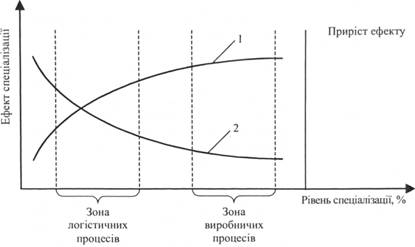 Ефект спеціалізації
1
Приріст ефекту
2
Рівень спеціалізації, %
Зона
логістичних
процесів
Зона
виробничих
процесів